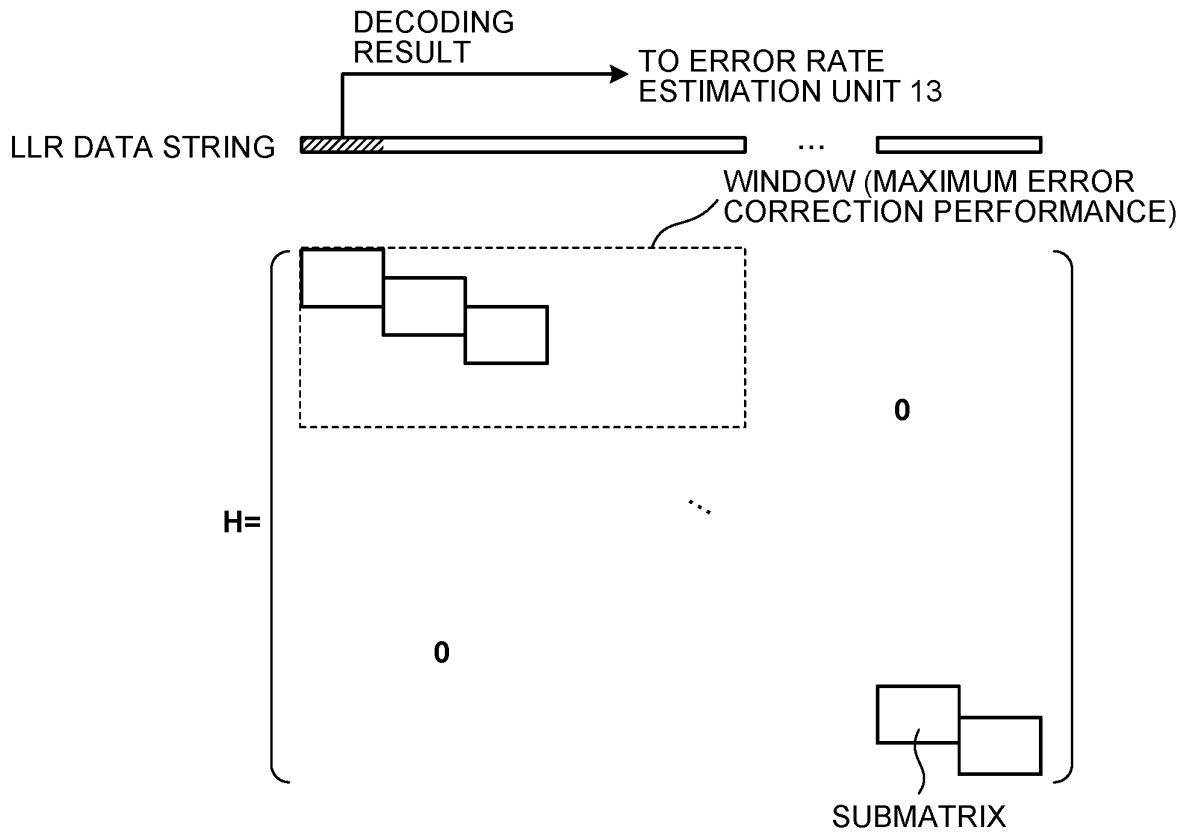 DECODING
RESULT
TO ERROR RATE
ESTIMATION UNIT 13
LLR DATA STRING
...
WINDOW (MAXIMUM ERROR
CORRECTION PERFORMANCE)
0
H=
0
SUBMATRIX